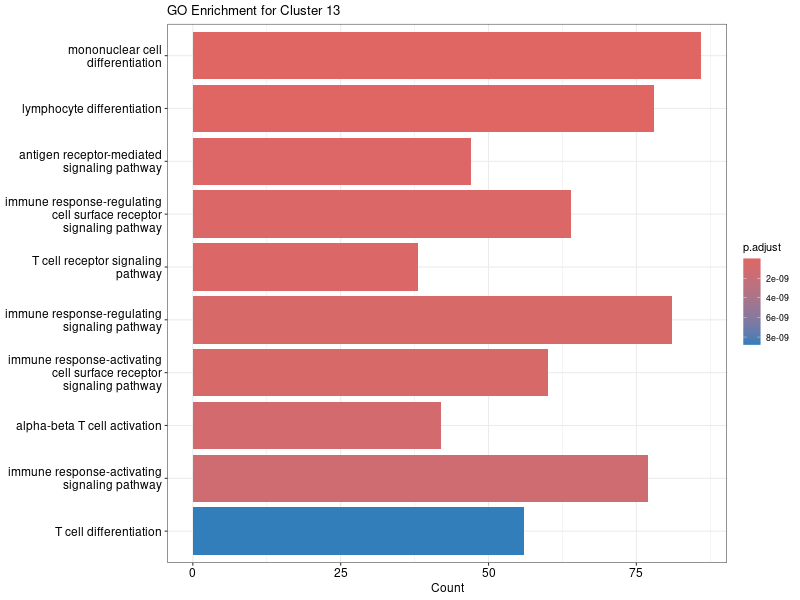 GO Enrichment for Cluster 13
mononuclear cell
differentiation
lymphocyte differentiation
antigen receptor-mediated
signaling pathway
immune response-regulating
cell surface receptor
signaling pathway
T cell receptor signaling
pathway
immune response-regulating
signaling pathway
immune response-activating
cell surface receptor
signaling pathway
alpha-beta T cell activation
immune response-activating
signaling pathway
T cell differentiation
0
25
50
75
Count
p.adjust
2e-09
4e-09
6e-09
8e-09